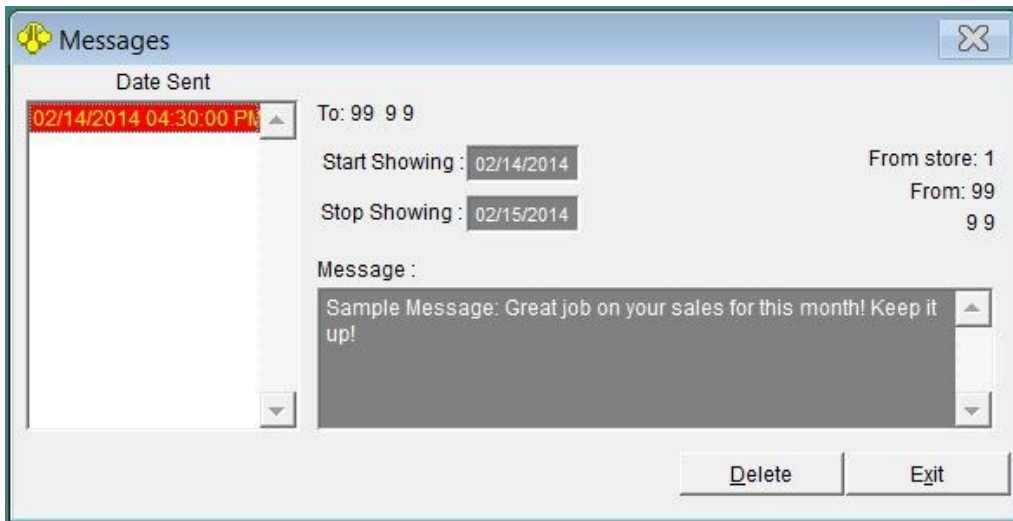 Messages
Date Sent
02/14/2014 04:30:00 PM
To: 99 9 9
Start Showing : 02/14/2014
Stop Showing : 02/15/2014
From store: 1
From: 99
9 9
Message :
Sample Message: Great job on your sales for this month! Keep it
up!
Delete
Exit